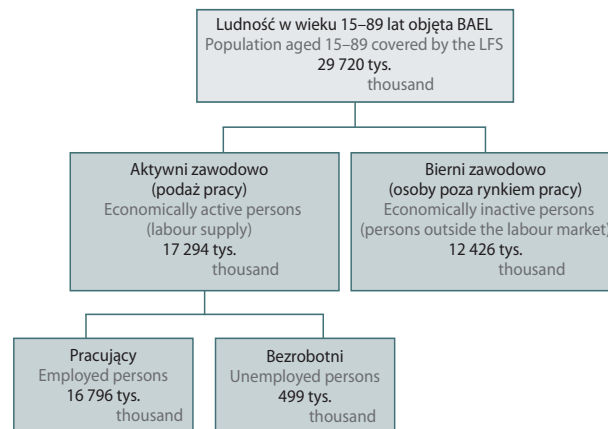 Ludność w wieku 15–89 lat objęta BAEL
Population aged 15–89 covered by the LFS
29 720 tys.
thousand
Aktywni zawodowo
(podaż pracy)
Economically active persons
(labour supply)
17 294 tys.
thousand
Bierni zawodowo
(osoby poza rynkiem pracy)
Economically inactive persons
(persons outside the labour market)
12 426 tys.
thousand
Pracujący
Employed persons
16 796 tys.
thousand
Bezrobotni
Unemployed persons
499 tys.
thousand